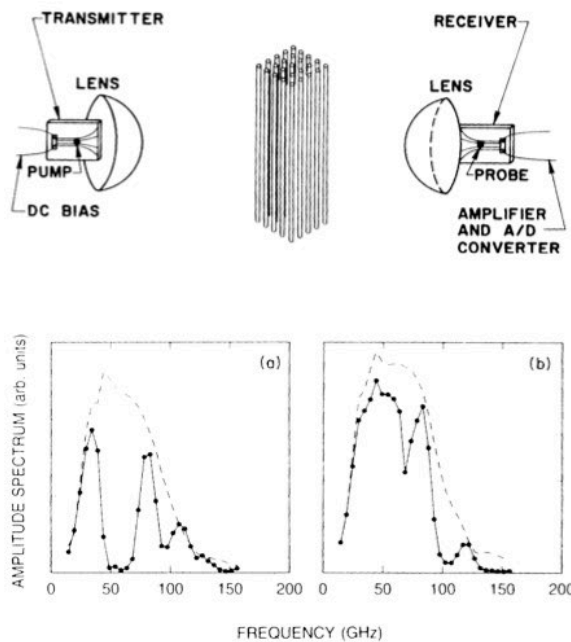 TRANSMITTER
LENS
PUMP
DC BIAS
RECEIVER
LENS
PROBE
AMPLIFIER
AND A/D
CONVERTER
AMPLITUDE SPECTRUM (arb. units)
(a)
(b)
0 50 100 150 200
0 50 100 150 200
FREQUENCY (GHz)